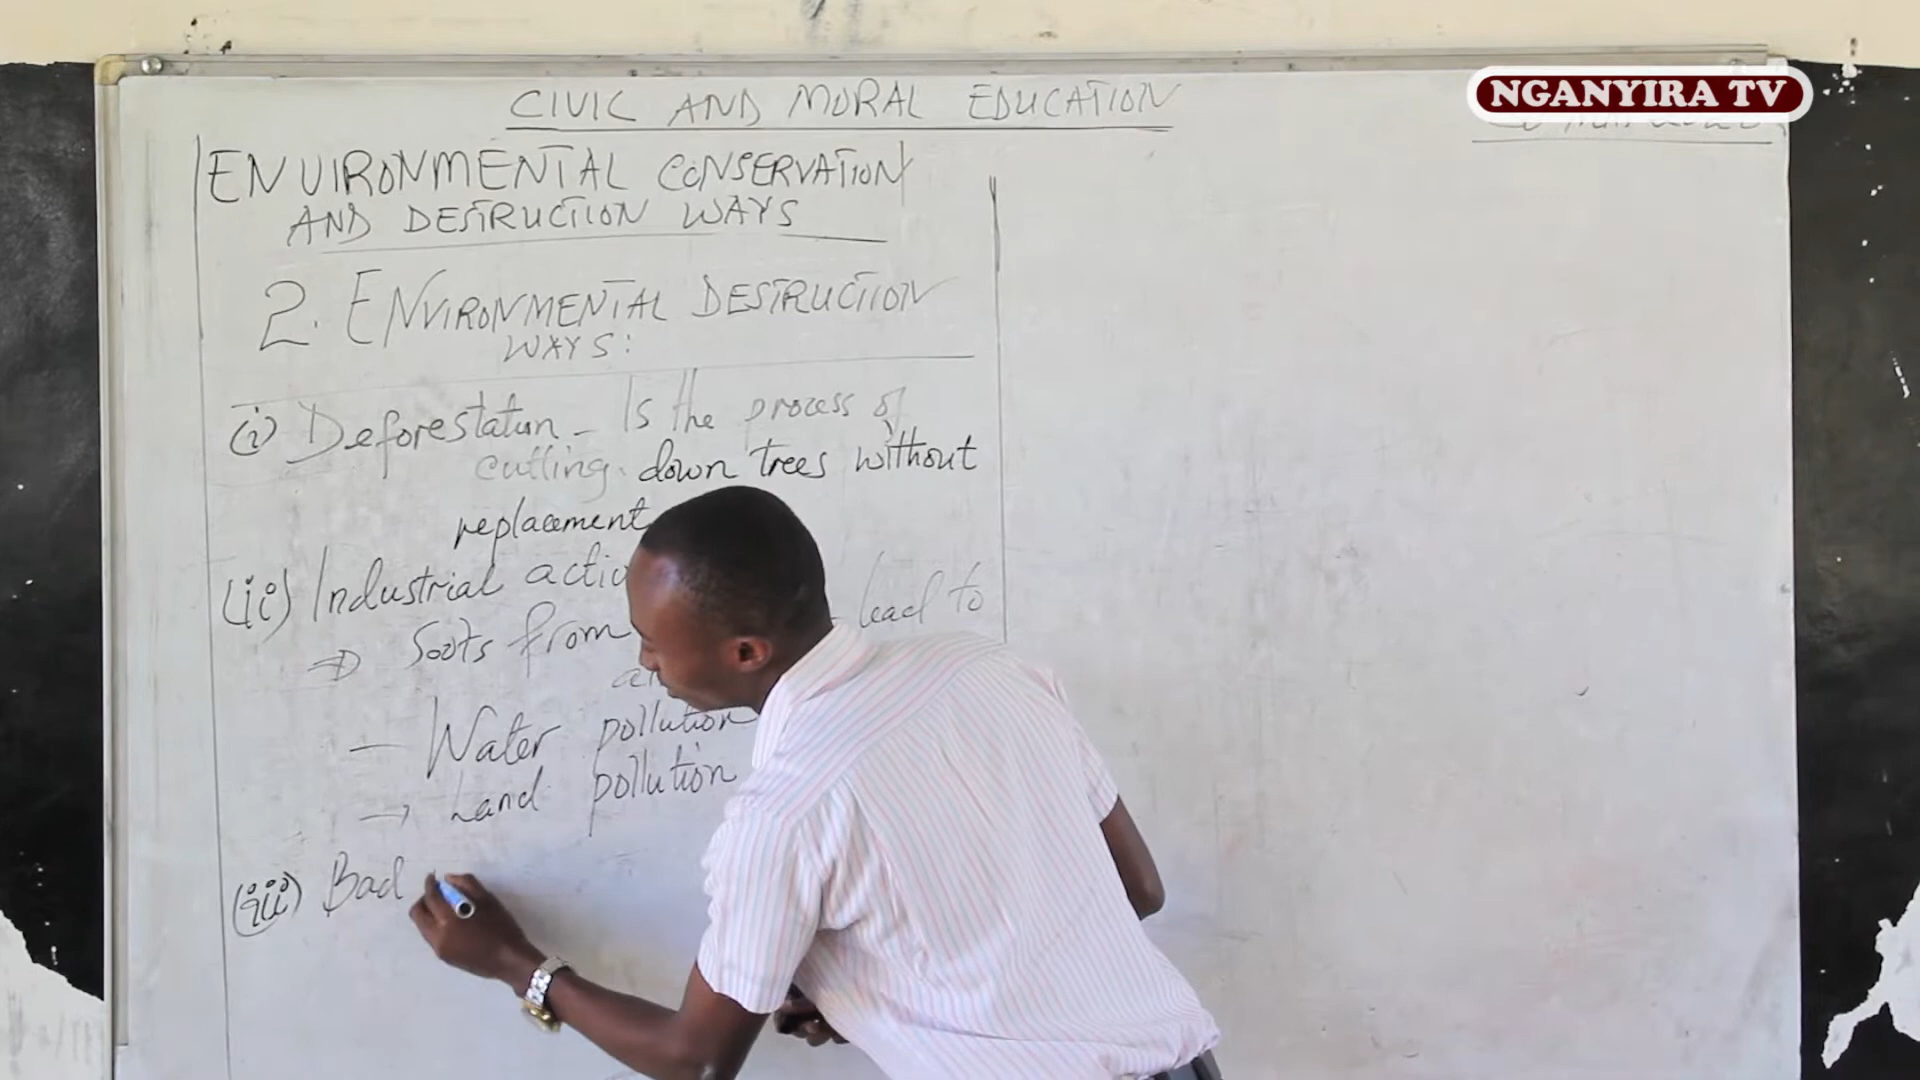 CIVIC AND MORAL EDUCATION
NGANYIRA TV
ENVIRONMENTAL CONSERVATION
AND DESTRUCTION WAYS
2. ENVIRONMENTAL DESTRUCTION
WAYS:
(i) Deforestation - Is the process of
cutting down trees without
replacement
(ii) Industrial
⇒ Soots from lead to
- Water pollution
→ Land pollution
(iii) Bad